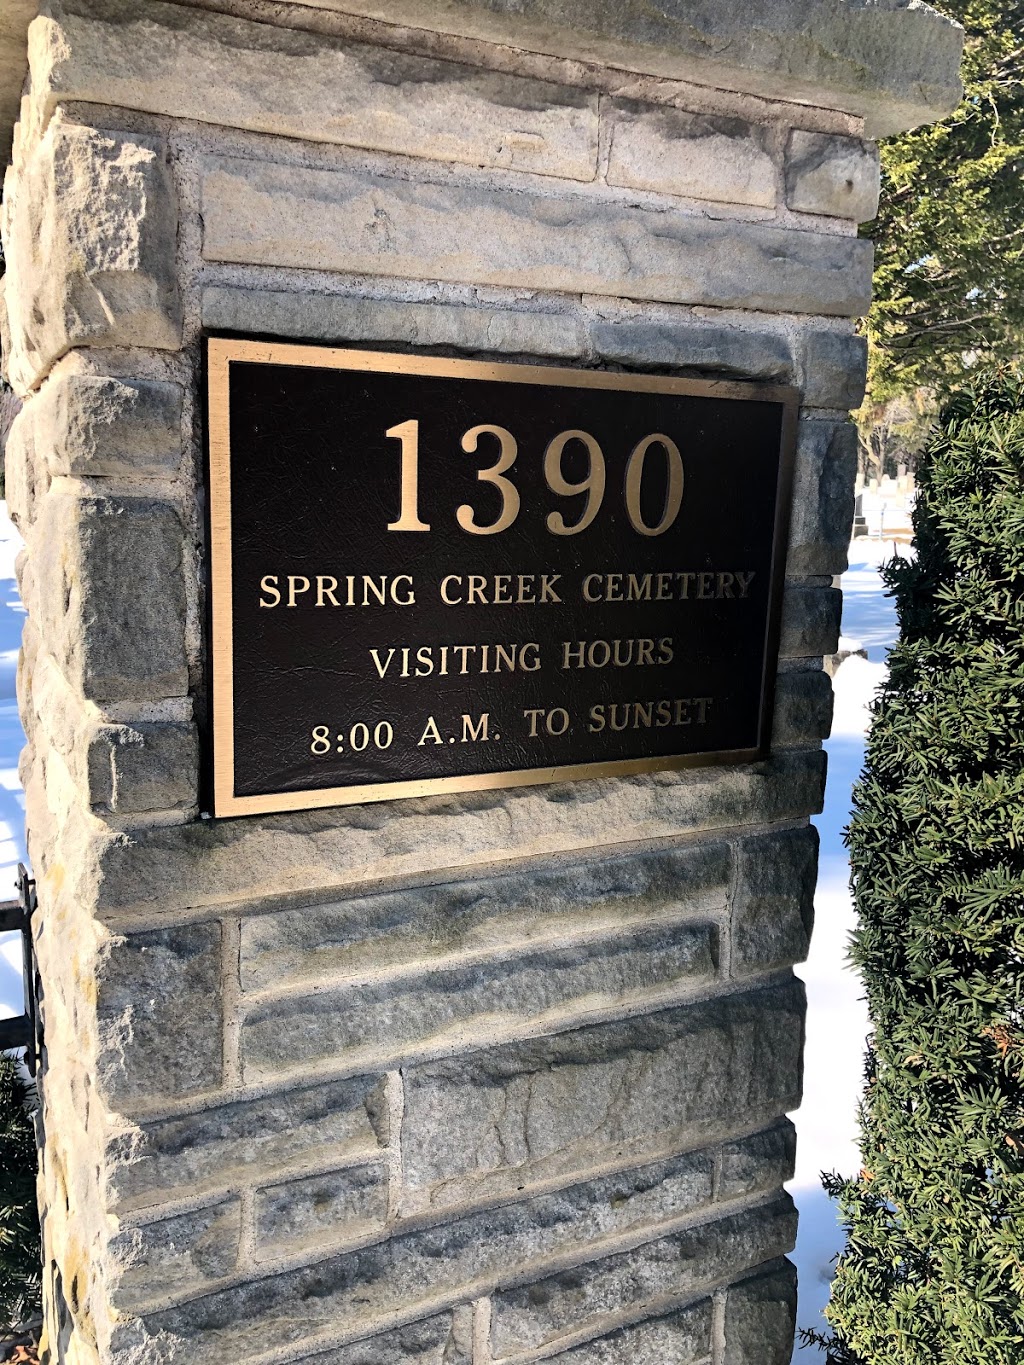 1390
SPRING CREEK CEMETERY
VISITING HOURS
8:00 A.M. TO SUNSET